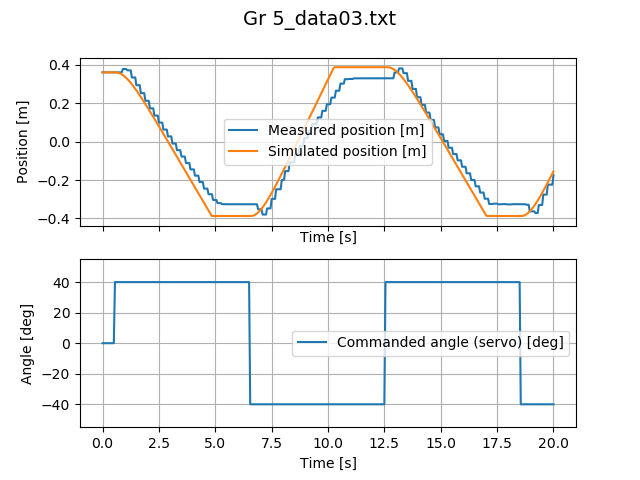 Gr 5_data03.txt
0.4
0.2
0.0
−0.2
−0.4
Position [m]
Measured position [m]
Simulated position [m]
Time [s]
40
20
0
−20
−40
Angle [deg]
Commanded angle (servo) [deg]
0.0 2.5 5.0 7.5 10.0 12.5 15.0 17.5 20.0
Time [s]